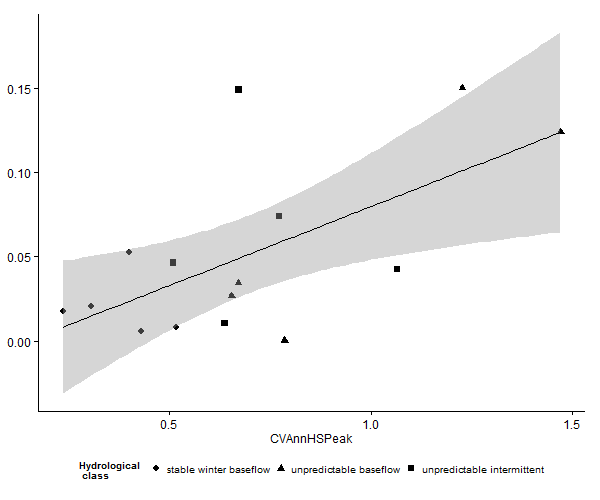 0.15
0.10
0.05
0.00
0.5 1.0 1.5
CVAnnHSPeak
Hydrological
class
stable winter baseflow unpredictable baseflow unpredictable intermittent